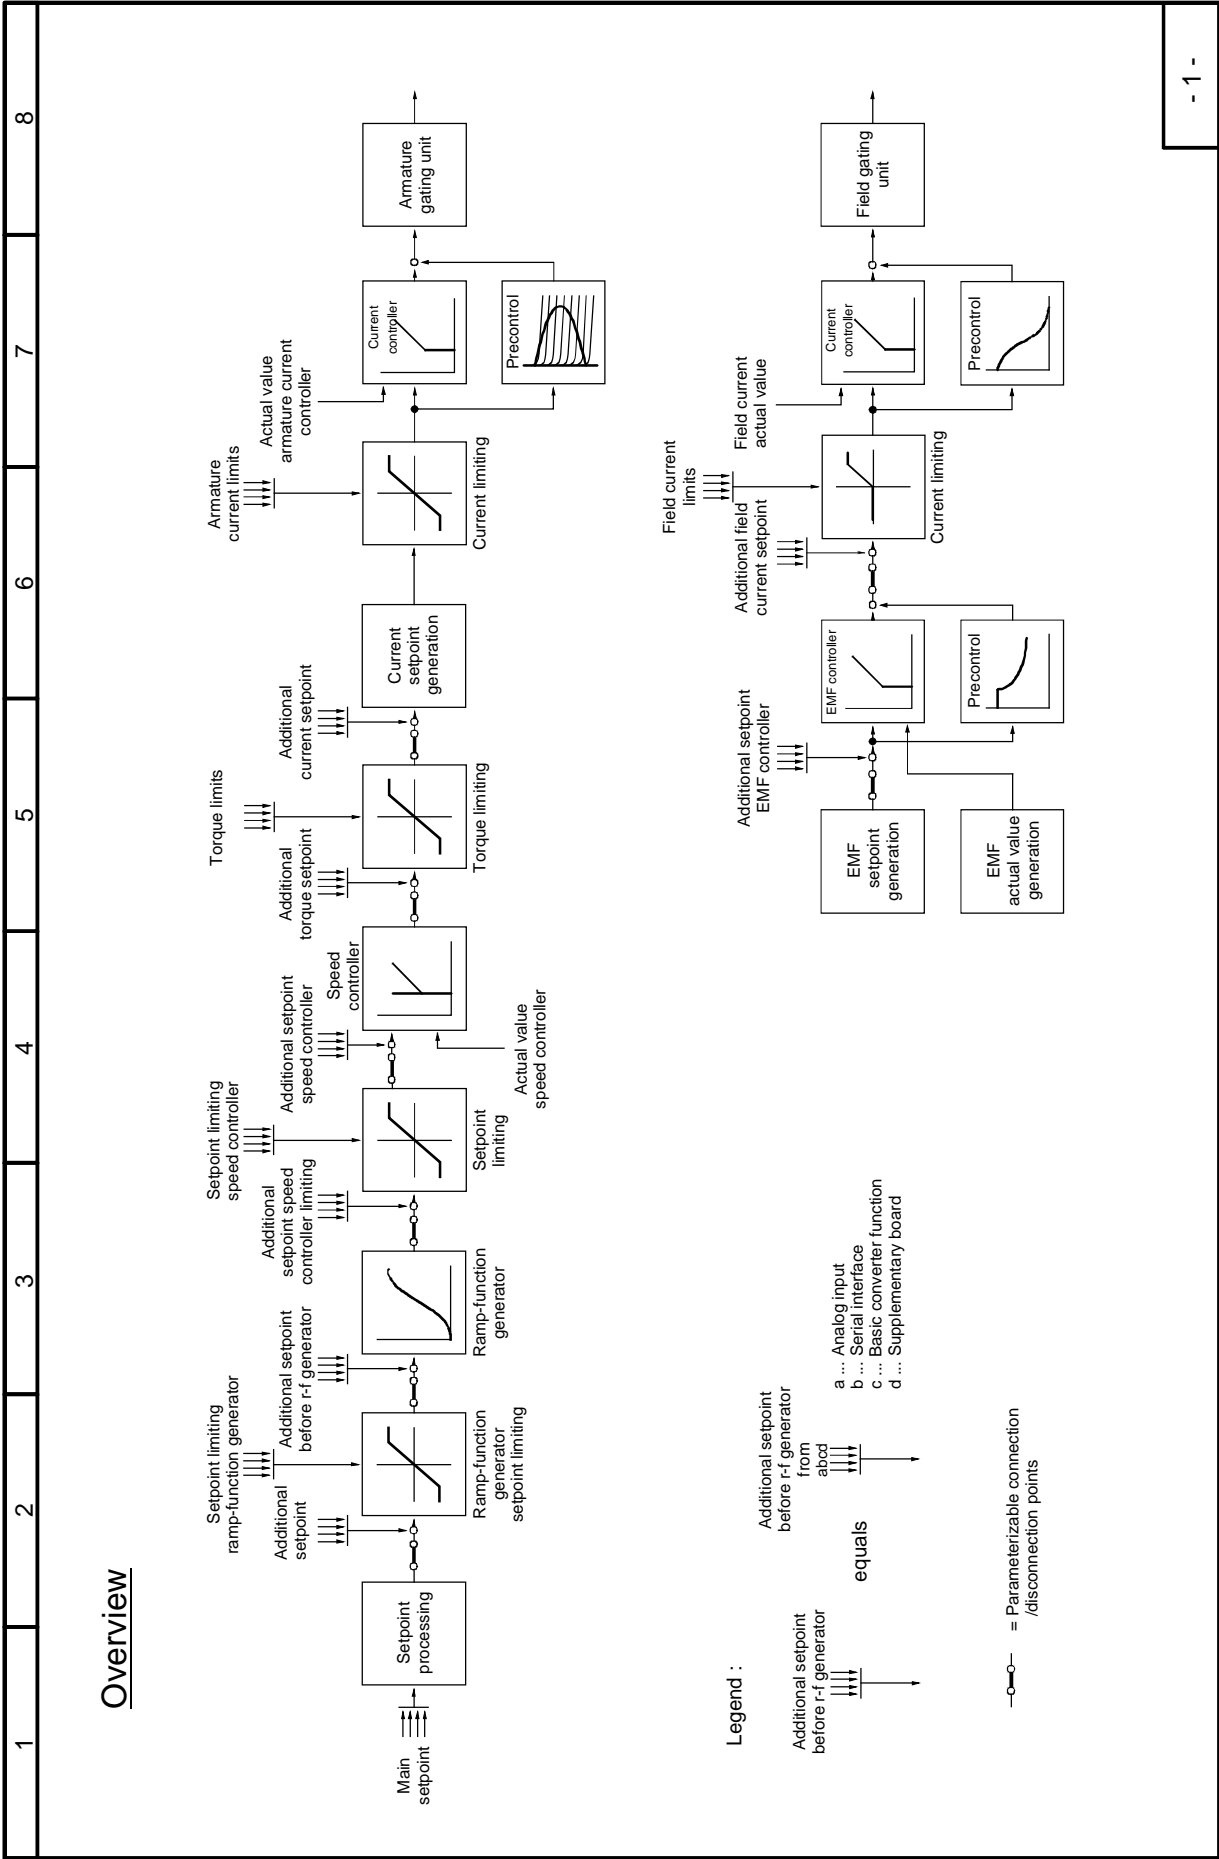 1
2
3
4
5
6
7
8
Overview
Main
setpoint
Setpoint
processing
Additional
setpoint
Setpoint limiting
ramp-function generator
Ramp-function
generator
setpoint limiting
Additional setpoint
before r-f generator
Ramp-function
generator
Additional
setpoint speed
controller limiting
Setpoint limiting
speed controller
Setpoint
limiting
Additional setpoint
speed controller
Speed
controller
Actual value
speed controller
Additional
torque setpoint
Torque limits
Torque limiting
Additional
current setpoint
Current
setpoint
generation
Armature
current limits
Current limiting
Actual value
armature current
controller
Current
controller
Precontrol
Armature
gating unit
EMF
setpoint
generation
EMF
actual value
generation
Additional setpoint
EMF controller
EMF controller
Precontrol
Additional field
current setpoint
Field current
limits
Current limiting
Field current
actual value
Current
controller
Precontrol
Field gating
unit
Legend :
Additional setpoint
before r-f generator
equals
Additional setpoint
before r-f generator
from
abcd
a ... Analog input
b ... Serial interface
c ... Basic converter function
d ... Supplementary board
= Parameterizable connection
/disconnection points
- 1 -